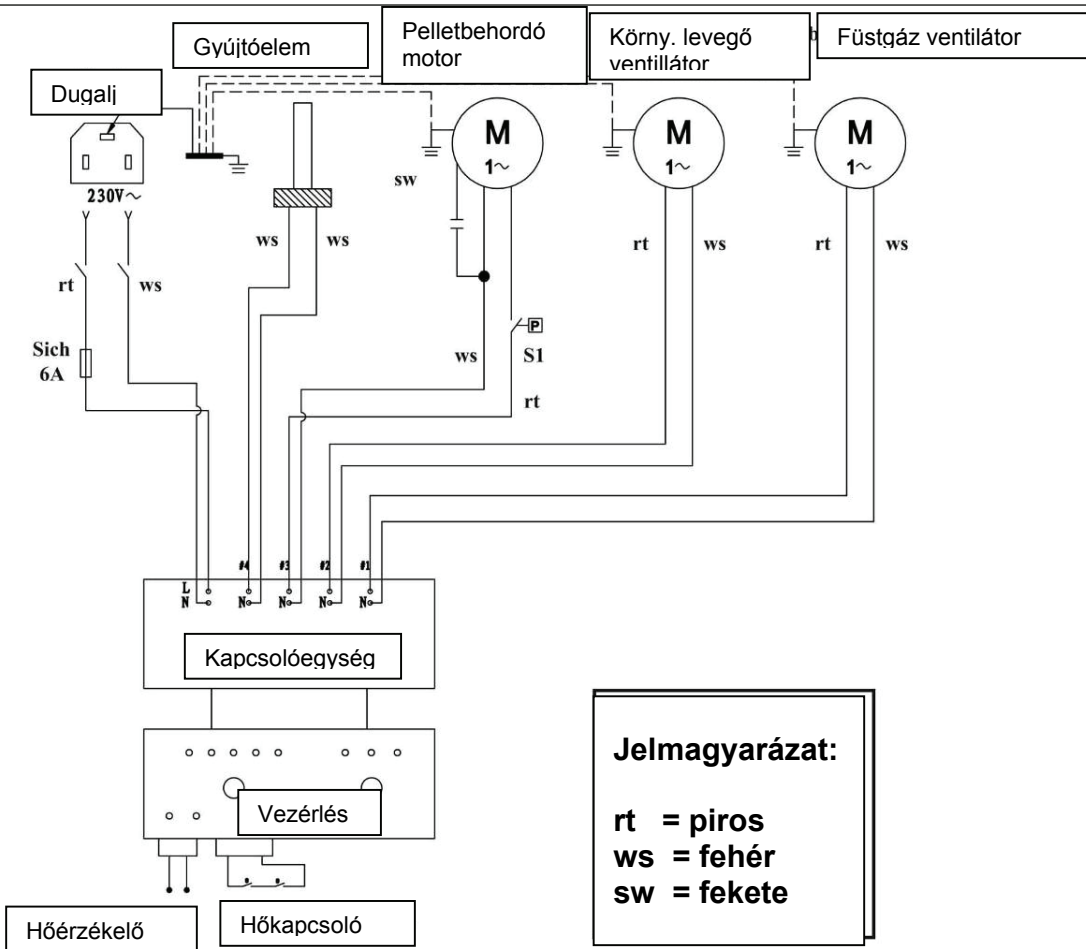 Gyújtóelem
Pelletbehordó
motor
Körny. levegő
ventillátor
Füstgáz ventilátor
Dugalj
230V~
M
1~
M
1~
M
1~
sw
ws
ws
rt
ws
rt
ws
rt
ws
Sich
6A
P
ws
S1
rt
#4
#3
#2
#1
L
N
N
N
N
N
Kapcsolóegység
Vezérlés
Hőérzékelő
Hőkapcsoló
Jelmagyarázat:
rt = piros
ws = fehér
sw = fekete